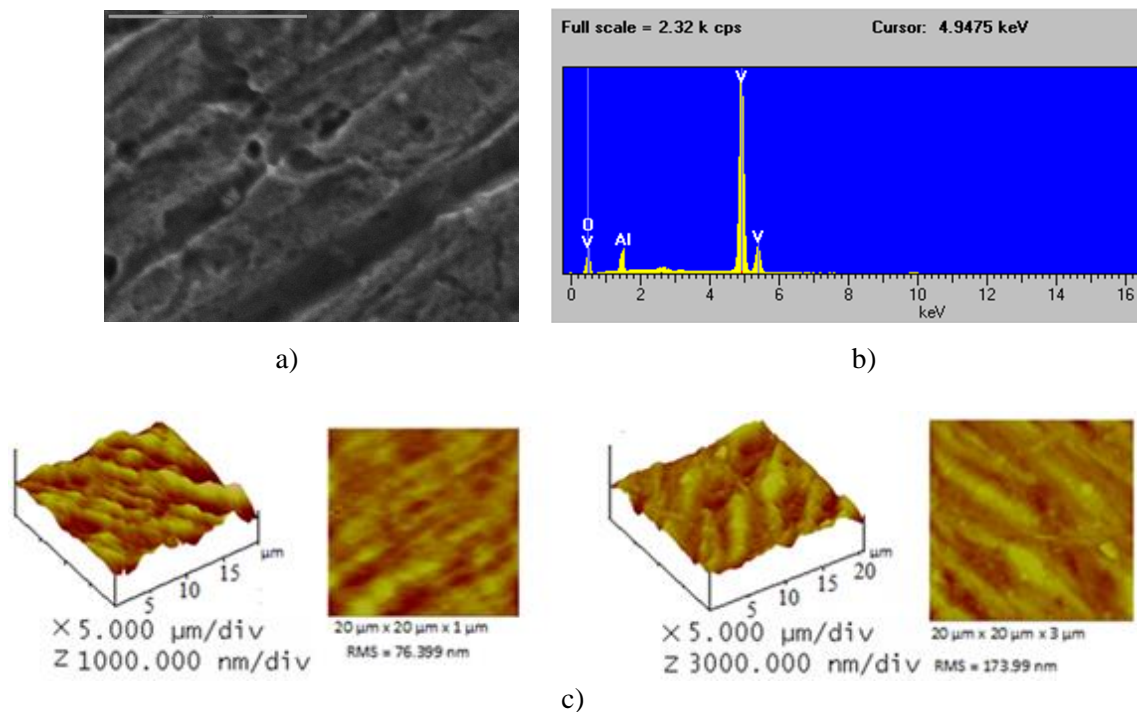 Full scale = 2.32 k cps Cursor: 4.9475 keV
V
O
V Al V
0 2 4 6 8 10 12 14 16
keV
a) b)
µm
15
10
5
X 5.000 µm/div
Z 1000.000 nm/div
20 µm x 20 µm x 1 µm
RMS = 76.399 nm
µm
20
15
10
5
X 5.000 µm/div
Z 3000.000 nm/div
20 µm x 20 µm x 3 µm
RMS = 173.99 nm
c)